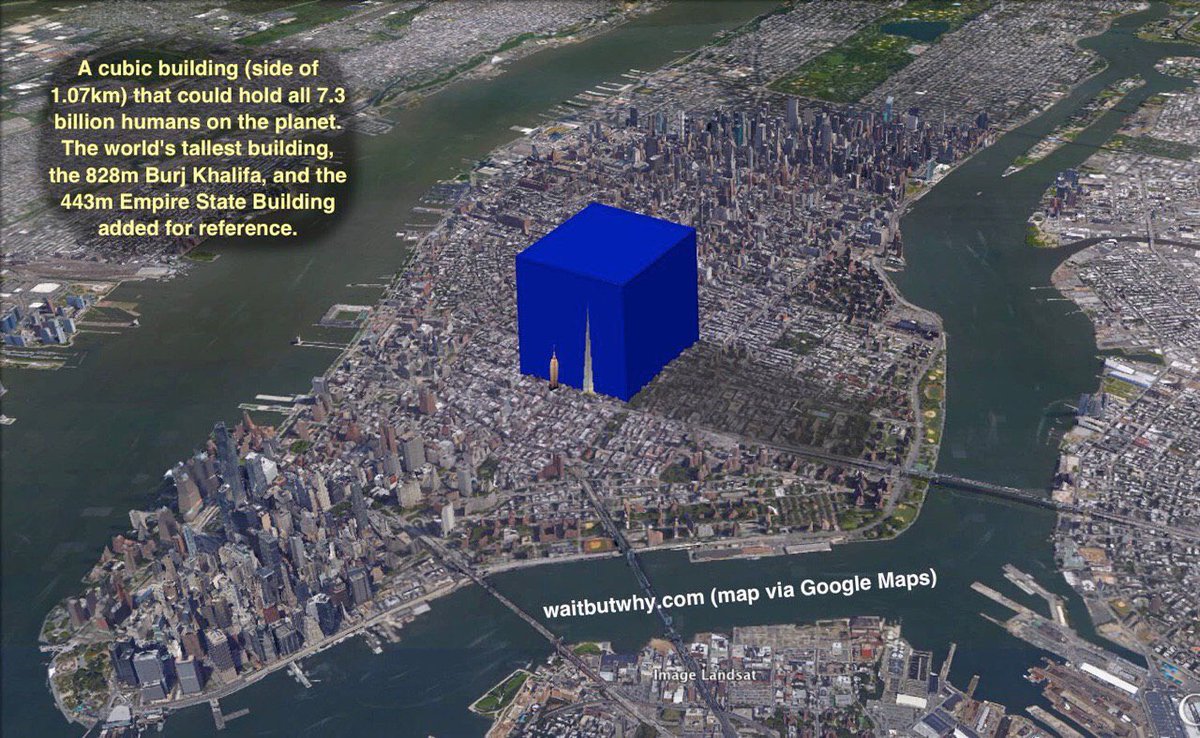 A cubic building (side of
1.07km) that could hold all 7.3
billion humans on the planet.
The world's tallest building,
the 828m Burj Khalifa, and the
443m Empire State Building
added for reference.
waitbutwhy.com (map via Google Maps)
Image Landsat